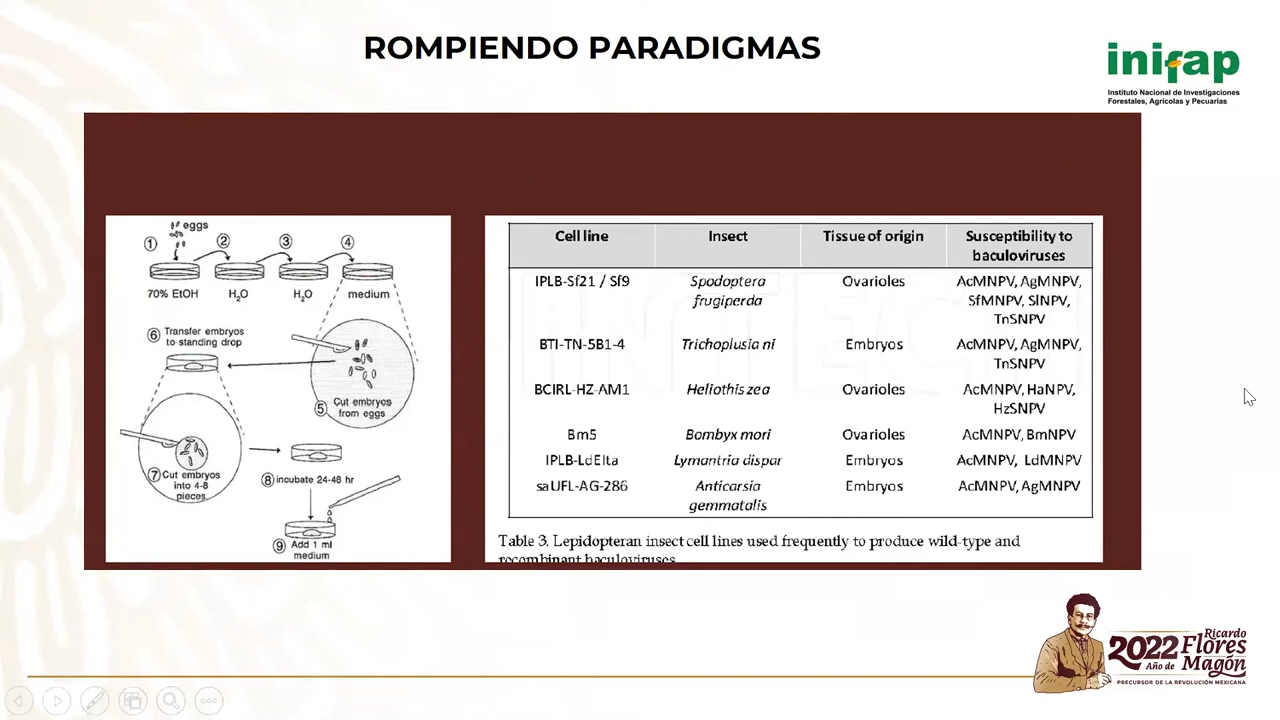 ROMPIENDO PARADIGMAS
inifap
Instituto Nacional de Investigaciones
Forestales, Agrícolas y Pecuarias
eggs
① ② ③ ④
70% EtOH H₂O H₂O medium
⑥ Transfer embryos
to standing drop
⑤ Cut embryos
from eggs
⑦ Cut embryos
into 4-8
pieces
⑧ incubate 24-48 hr
⑨ Add 1 ml
medium
Cell line Insect Tissue of origin Susceptibility to
baculoviruses
IPLB-Sf21 / Sf9 Spodoptera
frugiperda Ovarioles AcMNPV, AgMNPV,
SfMNPV, SlNPV,
TnSNPV
BTI-TN-5B1-4 Trichoplusia ni Embryos AcMNPV, AgMNPV,
TnSNPV
BCIRL-HZ-AM1 Heliothis zea Ovarioles AcMNPV, HaNPV,
HzSNPV
Bm5 Bombyx mori Ovarioles AcMNPV, BmNPV
IPLB-LdElta Lymantria dispar Embryos AcMNPV, LdMNPV
saUFL-AG-286 Anticarsia
gemmatalis Embryos AcMNPV, AgMNPV
Table 3. Lepidopteran insect cell lines used frequently to produce wild-type and
recombinant baculoviruses
2022 Ricardo
Flores
Año de Magón
PRECURSOR DE LA REVOLUCIÓN MEXICANA